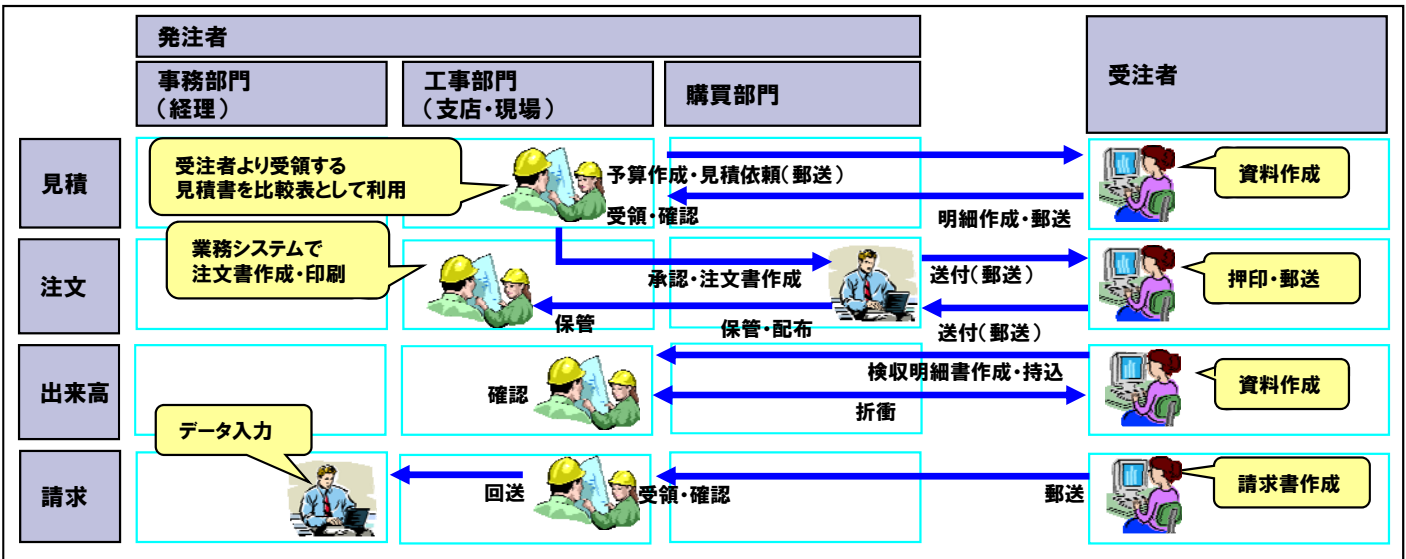 発注者
受注者
事務部門
（経理）
工事部門
（支店・現場）
購買部門
見積
受注者より受領する
見積書を比較表として利用
予算作成・見積依頼（郵送）
受領・確認
明細作成・郵送
資料作成
注文
業務システムで
注文書作成・印刷
承認・注文書作成
送付（郵送）
押印・郵送
保管
保管・配布
送付（郵送）
出来高
検収明細書作成・持込
確認
折衝
資料作成
データ入力
請求
回送
受領・確認
郵送
請求書作成